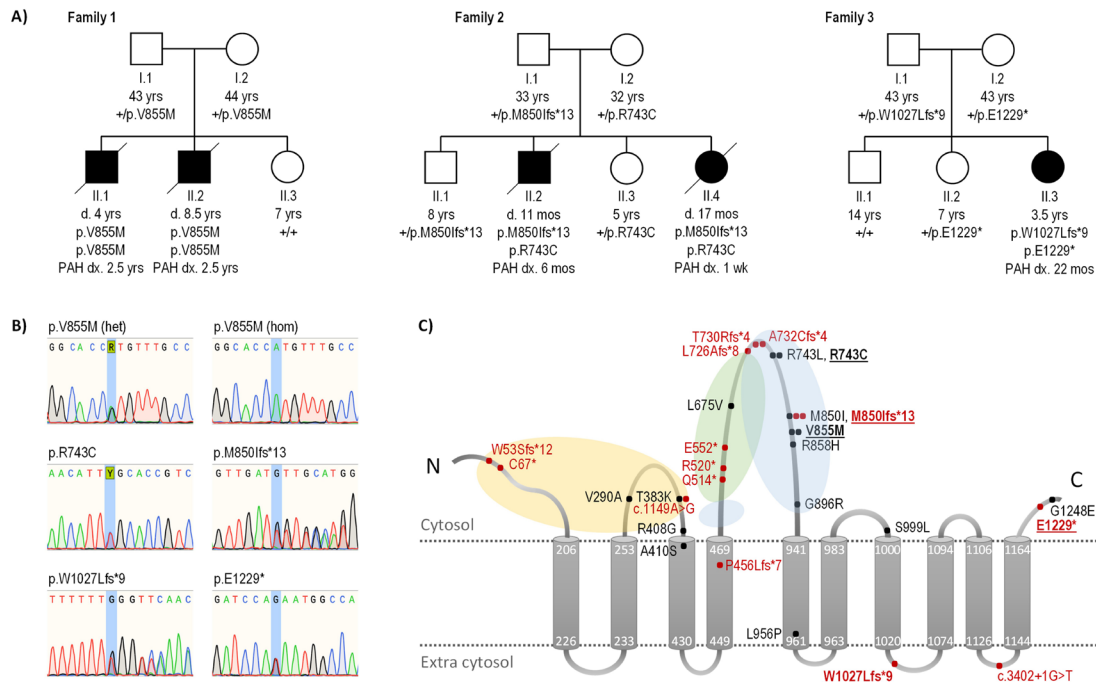 A)
Family 1
I.1
43 yrs
+/p.V855M
I.2
44 yrs
+/p.V855M
II.1
d. 4 yrs
p.V855M
p.V855M
PAH dx. 2.5 yrs
II.2
d. 8.5 yrs
p.V855M
p.V855M
PAH dx. 2.5 yrs
II.3
7 yrs
+/+
Family 2
I.1
33 yrs
+/p.M850Ifs*13
I.2
32 yrs
+/p.R743C
II.1
8 yrs
+/p.M850Ifs*13
II.2
d. 11 mos
p.M850Ifs*13
p.R743C
PAH dx. 6 mos
II.3
5 yrs
+/p.R743C
II.4
d. 17 mos
p.M850Ifs*13
p.R743C
PAH dx. 1 wk
Family 3
I.1
43 yrs
+/p.W1027Lfs*9
I.2
43 yrs
+/p.E1229*
II.1
14 yrs
+/+
II.2
7 yrs
+/p.E1229*
II.3
3.5 yrs
p.W1027Lfs*9
p.E1229*
PAH dx. 22 mos
B)
p.V855M (het)
G G C A C C R T G T T T G C C
p.V855M (hom)
G G C A C C A T G T T T G C C
p.R743C
A A C A T T Y G C A C C G T C
p.M850Ifs*13
G T T G A T G T T G C A T G G
p.W1027Lfs*9
T T T T T T G G G T T C A A C
p.E1229*
G A T C C A G A A T G G C C A
C)
T730Rfs*4
A732Cfs*4
L726Afs*8
R743L, R743C
L675V
M850I, M850Ifs*13
V855M
R858H
E552*
R520*
Q514*
W53Sfs*12
C67*
N
V290A
T383K
c.1149A>G
R408G
A410S
G896R
S999L
C
G1248E
E1229*
Cytosol
206
253
469
941
983
1000
1094
1106
1164
P456Lfs*7
L956P
226
233
430
449
961
963
1020
1074
1126
1144
Extra cytosol
W1027Lfs*9
c.3402+1G>T